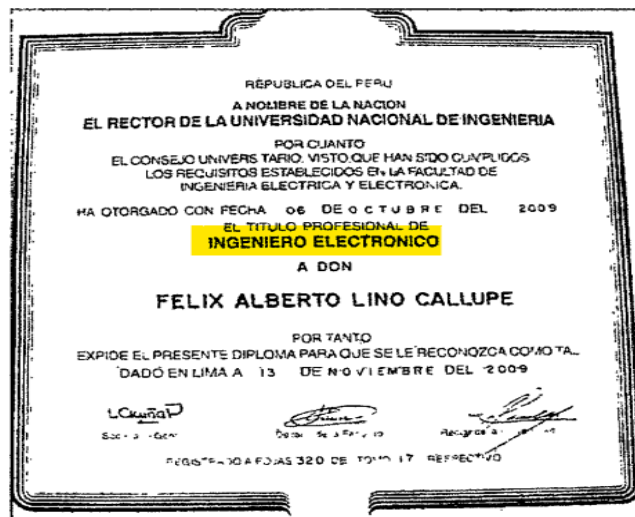 REPUBLICA DEL PERU
A NOMBRE DE LA NACION
EL RECTOR DE LA UNIVERSIDAD NACIONAL DE INGENIERIA
POR CUANTO
EL CONSEJO UNIVERSITARIO, VISTO QUE HAN SIDO CUMPLIDOS
LOS REQUISITOS ESTABLECIDOS EN LA FACULTAD DE
INGENIERIA ELECTRICA Y ELECTRONICA.
HA OTORGADO CON FECHA 06 DE OCTUBRE DEL 2009
EL TITULO PROFESIONAL DE
INGENIERO ELECTRONICO
A DON
FELIX ALBERTO LINO CALLUPE
POR TANTO
EXPIDE EL PRESENTE DIPLOMA PARA QUE SE LE RECONOZCA COMO TAL.
DADO EN LIMA A 13 DE NOVIEMBRE DEL 2009
REGISTRADO A FOJAS 320 DE TOMO 17 RESPECTIVO